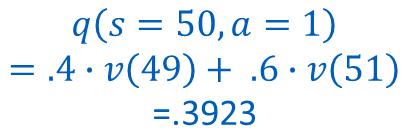 q(s = 50, a = 1)
= .4 · v(49) + .6 · v(51)
=.3923